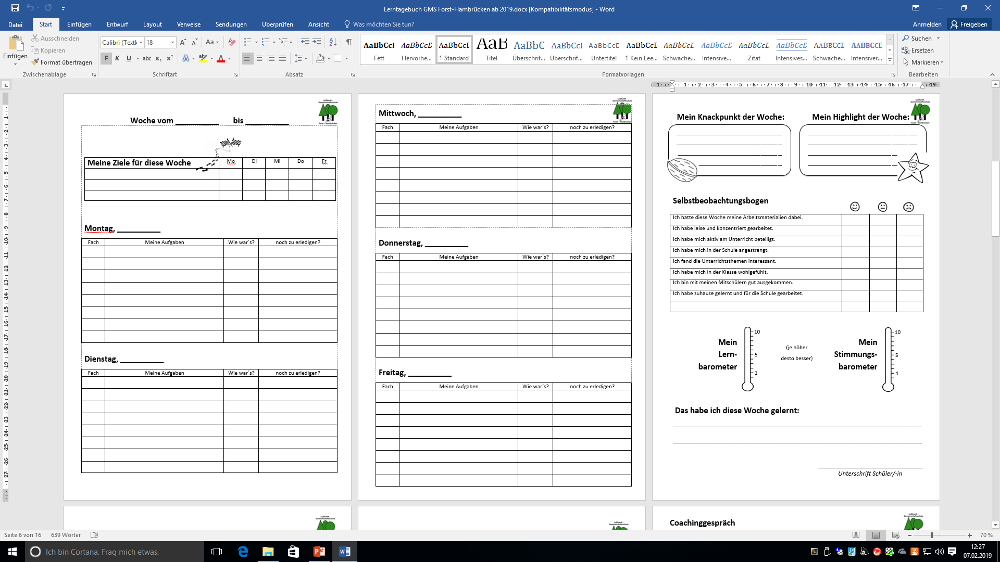 Lerntagebuch GMS Forst-Hambrücken ab 2019.docx [Kompatibilitätsmodus] - Word
Datei Start Einfügen Entwurf Layout Verweise Sendungen Überprüfen Ansicht Was möchten Sie tun? Anmelden Freigeben
Einfügen
Ausschneiden
Kopieren
Format übertragen
Zwischenablage
Calibri (Textk 18
F K U abc x₂ x²
Schriftart
Absatz
AaBbCcI AaBbCcD AaBbCcI AaB AaBbC AaBbCcI AaBbCcD AaBbCcI AaBbCcD AaBbCcD AaBbCcD AaBbCcD AABBCCD AABBCCI
Fett Hervorhe... ¶ Standard Titel Überschrif... Überschrif... Untertitel ¶ Kein Lee... Schwache... Intensive... Zitat Intensives... Schwache... Intensiver...
Formatvorlagen
Suchen
Ersetzen
Markieren
Bearbeiten
Woche vom __________ bis __________
Meine Ziele für diese Woche Mo Di Mi Do Fr
Montag, __________
Fach Meine Aufgaben Wie war´s? noch zu erledigen?
Dienstag, __________
Fach Meine Aufgaben Wie war´s? noch zu erledigen?
Mittwoch, __________
Fach Meine Aufgaben Wie war´s? noch zu erledigen?
Donnerstag, __________
Fach Meine Aufgaben Wie war´s? noch zu erledigen?
Freitag, __________
Fach Meine Aufgaben Wie war´s? noch zu erledigen?
Mein Knackpunkt der Woche: Mein Highlight der Woche:
Selbstbeobachtungsbogen
Ich hatte diese Woche meine Arbeitsmaterialien dabei.
Ich habe leise und konzentriert gearbeitet.
Ich habe mich aktiv am Unterricht beteiligt.
Ich habe mich in der Schule angestrengt.
Ich fand die Unterrichtsthemen interessant.
Ich habe mich in der Klasse wohlgefühlt.
Ich bin mit meinen Mitschülern gut ausgekommen.
Ich habe zuhause gelernt und für die Schule gearbeitet.
Mein
Lern-
barometer
10
5
1
(je höher
desto besser)
Mein
Stimmungs-
barometer
10
5
1
Das habe ich diese Woche gelernt:
Unterschrift Schüler/-in
Coachinggespräch
Seite 6 von 16 639 Wörter 70 %
Ich bin Cortana. Frag mich etwas.
12:27
07.02.2019